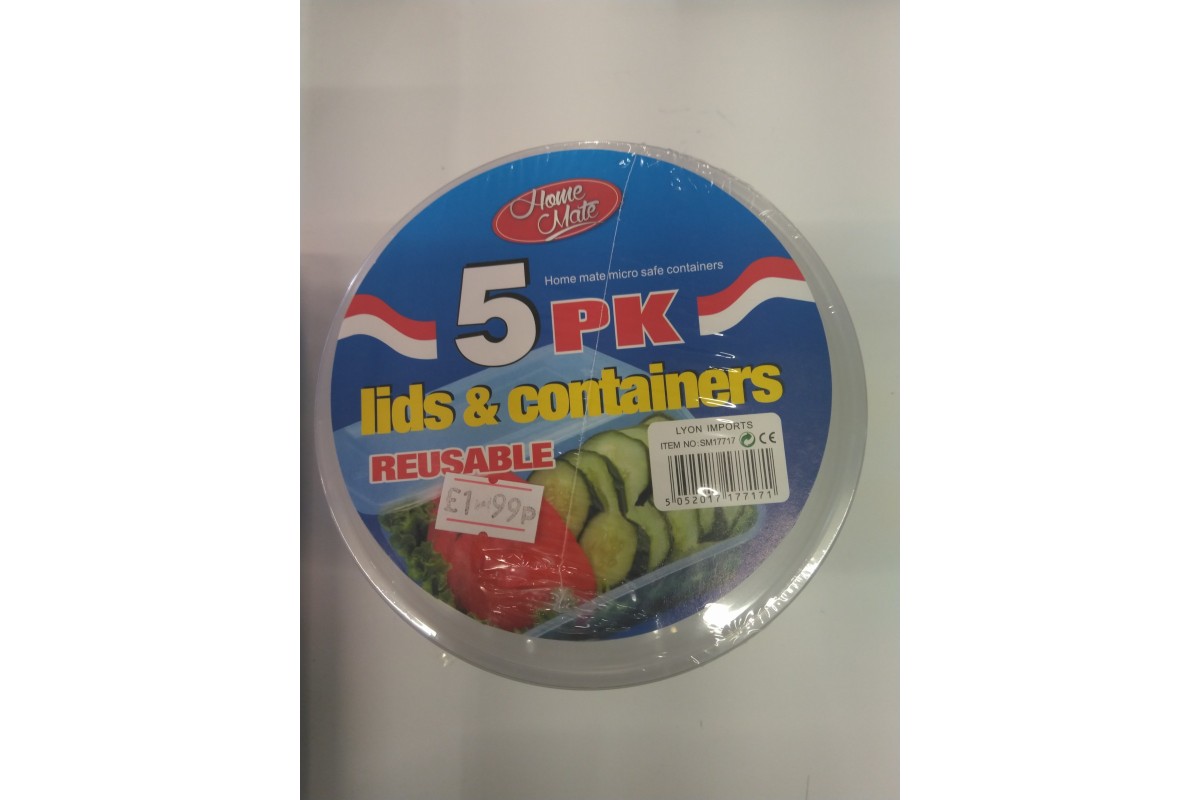 Home
Mate
Home mate micro safe containers
5 PK
lids & containers
REUSABLE
LYON IMPORTS
ITEM NO:SM17717 CE
5 052017 177171
£1 99P